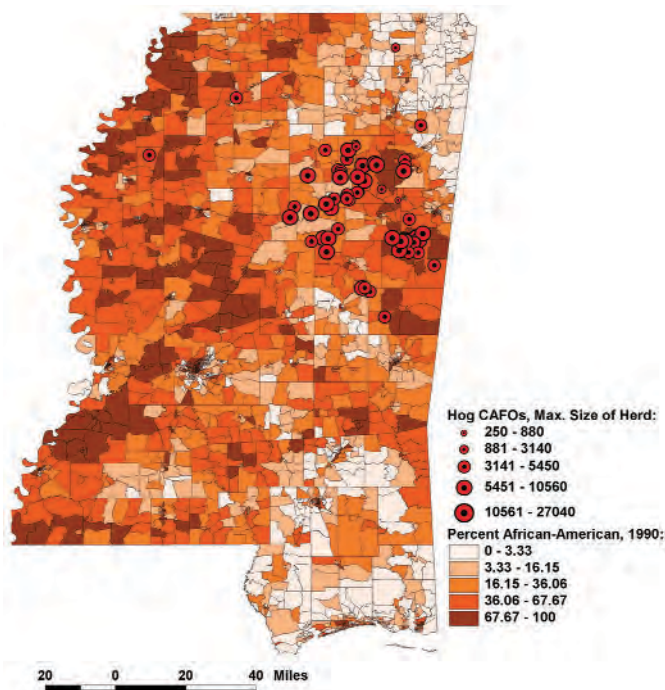 Hog CAFOs, Max. Size of Herd:
250 - 880
881 - 3140
3141 - 5450
5451 - 10560
10561 - 27040
Percent African-American, 1990:
0 - 3.33
3.33 - 16.15
16.15 - 36.06
36.06 - 67.67
67.67 - 100
20 0 20 40 Miles